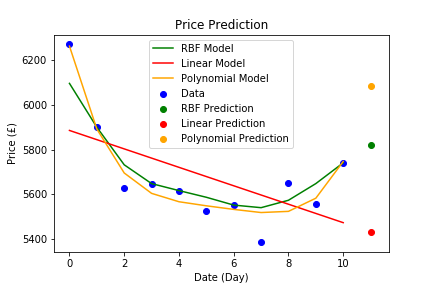 Price Prediction
RBF Model
Linear Model
Polynomial Model
Data
RBF Prediction
Linear Prediction
Polynomial Prediction
Price (£)
6200
6000
5800
5600
5400
0 2 4 6 8 10
Date (Day)